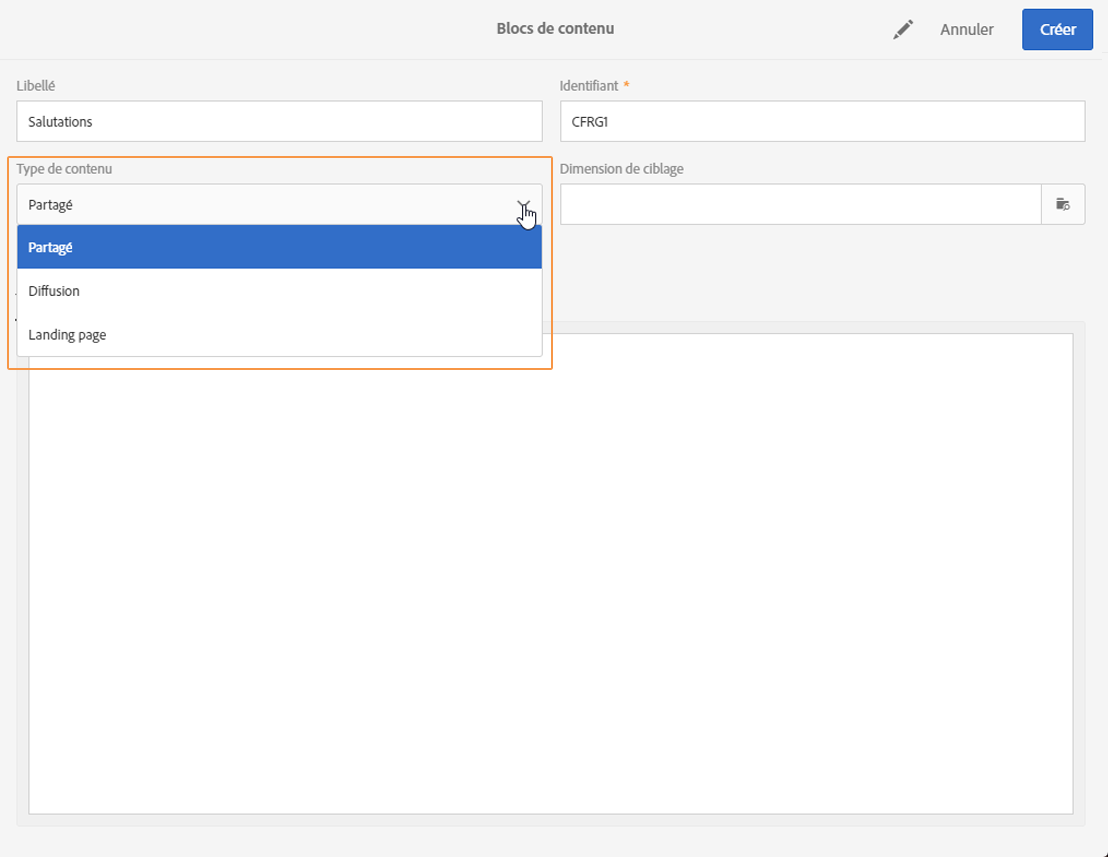 Blocs de contenu
Annuler
Créer
Libellé
Identifiant *
Salutations
CFRG1
Type de contenu
Dimension de ciblage
Partagé
Partagé
Diffusion
Landing page